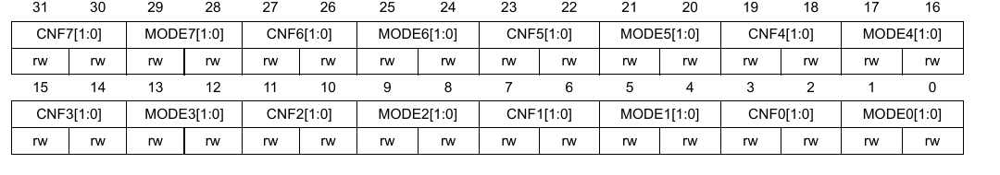 31 30 29 28 27 26 25 24 23 22 21 20 19 18 17 16
CNF7[1:0] MODE7[1:0] CNF6[1:0] MODE6[1:0] CNF5[1:0] MODE5[1:0] CNF4[1:0] MODE4[1:0]
rw rw rw rw rw rw rw rw rw rw rw rw rw rw rw rw
15 14 13 12 11 10 9 8 7 6 5 4 3 2 1 0
CNF3[1:0] MODE3[1:0] CNF2[1:0] MODE2[1:0] CNF1[1:0] MODE1[1:0] CNF0[1:0] MODE0[1:0]
rw rw rw rw rw rw rw rw rw rw rw rw rw rw rw rw